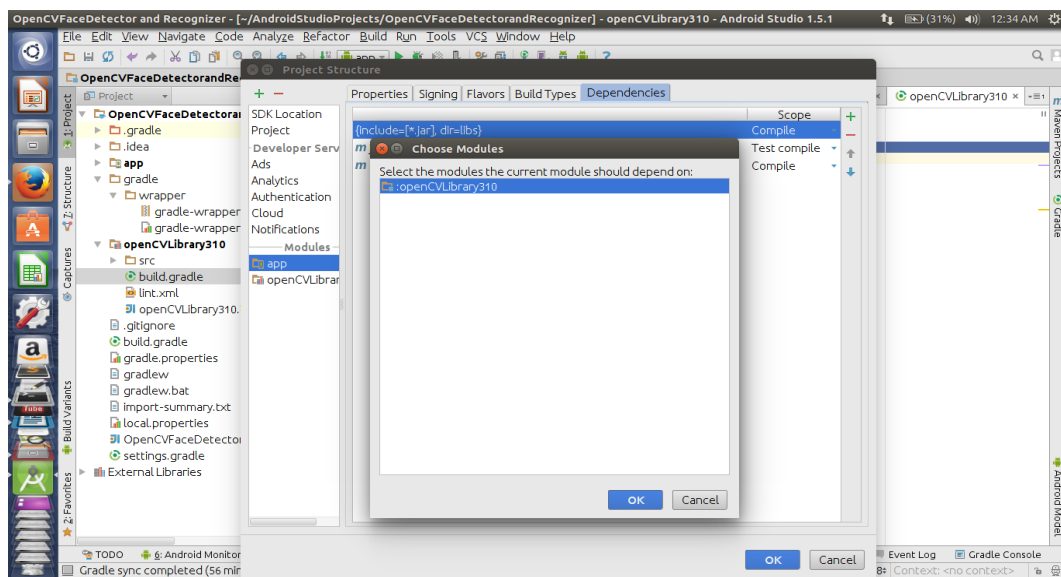 OpenCVFaceDetector and Recognizer - [~/AndroidStudioProjects/OpenCVFaceDetectorandRecognizer] - openCVLibrary310 - Android Studio 1.5.1
(31%) 12:34 AM
File Edit View Navigate Code Analyze Refactor Build Run Tools VCS Window Help
app
OpenCVFaceDetectorandRe
Project
OpenCVFaceDetectorar
.gradle
.idea
app
gradle
wrapper
gradle-wrapper
gradle-wrapper
openCVLibrary310
src
build.gradle
lint.xml
openCVLibrary310.
.gitignore
build.gradle
gradle.properties
gradlew
gradlew.bat
import-summary.txt
local.properties
OpenCVFaceDetector
settings.gradle
External Libraries
1: Project
Z: Structure
Captures
Build Variants
2: Favorites
Project Structure
SDK Location
Project
Developer Serv
Ads
Analytics
Authentication
Cloud
Notifications
Modules
app
openCVLibrar
Properties Signing Flavors Build Types Dependencies
Scope
{include=[*.jar], dir=libs} Compile
m Test compile
m Compile
Choose Modules
Select the modules the current module should depend on:
:openCVLibrary310
OK Cancel
OK Cancel
openCVLibrary310
Maven Projects
Gradle
Android Model
TODO 6: Android Monitor
Event Log Gradle Console
Gradle sync completed (56 mir
8÷ Context: <no context>
a
Tube